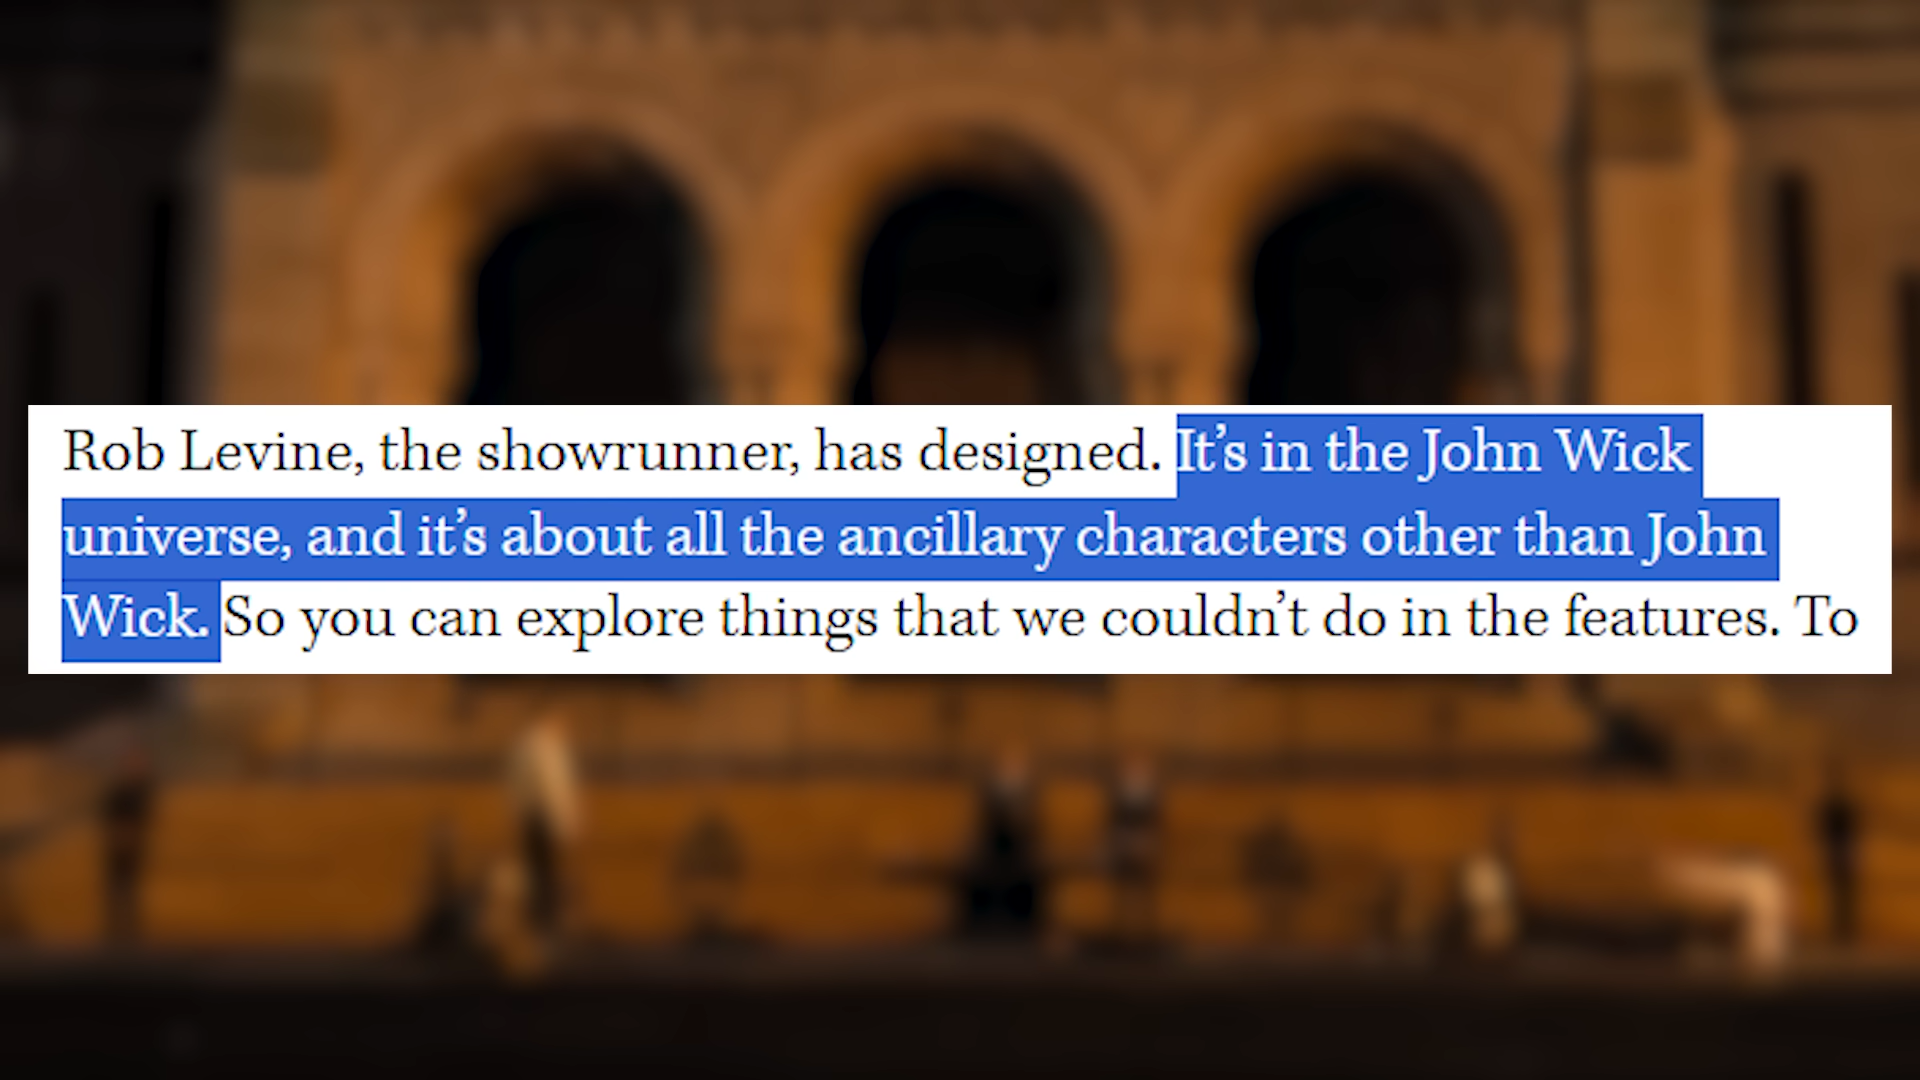 Rob Levine, the showrunner, has designed. It’s in the John Wick
universe, and it’s about all the ancillary characters other than John
Wick. So you can explore things that we couldn’t do in the features. To